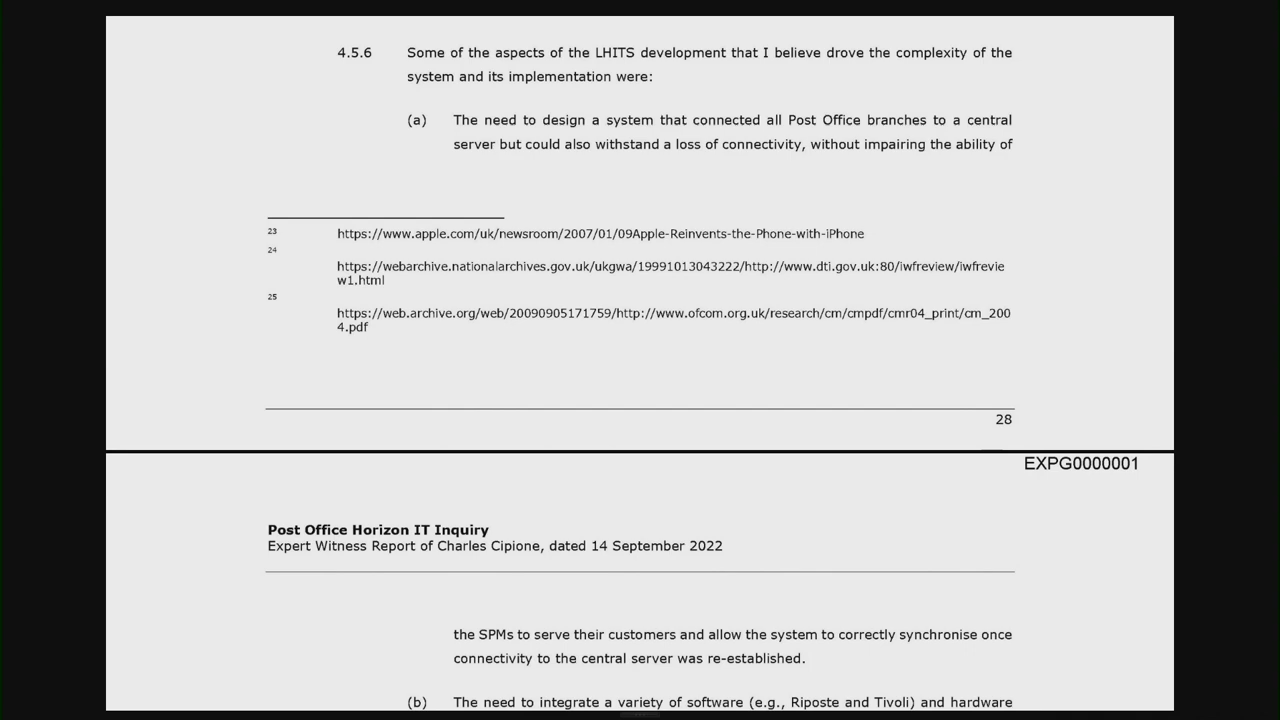 4.5.6 Some of the aspects of the LHITS development that I believe drove the complexity of the
system and its implementation were:
(a) The need to design a system that connected all Post Office branches to a central
server but could also withstand a loss of connectivity, without impairing the ability of
23 https://www.apple.com/uk/newsroom/2007/01/09Apple-Reinvents-the-Phone-with-iPhone
24
https://webarchive.nationalarchives.gov.uk/ukgwa/19991013043222/http://www.dti.gov.uk:80/iwfreview/iwfrevie
w1.html
25
https://web.archive.org/web/20090905171759/http://www.ofcom.org.uk/research/cm/cmpdf/cmr04_print/cm_200
4.pdf
28
EXPG0000001
Post Office Horizon IT Inquiry
Expert Witness Report of Charles Cipione, dated 14 September 2022
the SPMs to serve their customers and allow the system to correctly synchronise once
connectivity to the central server was re-established.
(b) The need to integrate a variety of software (e.g., Riposte and Tivoli) and hardware